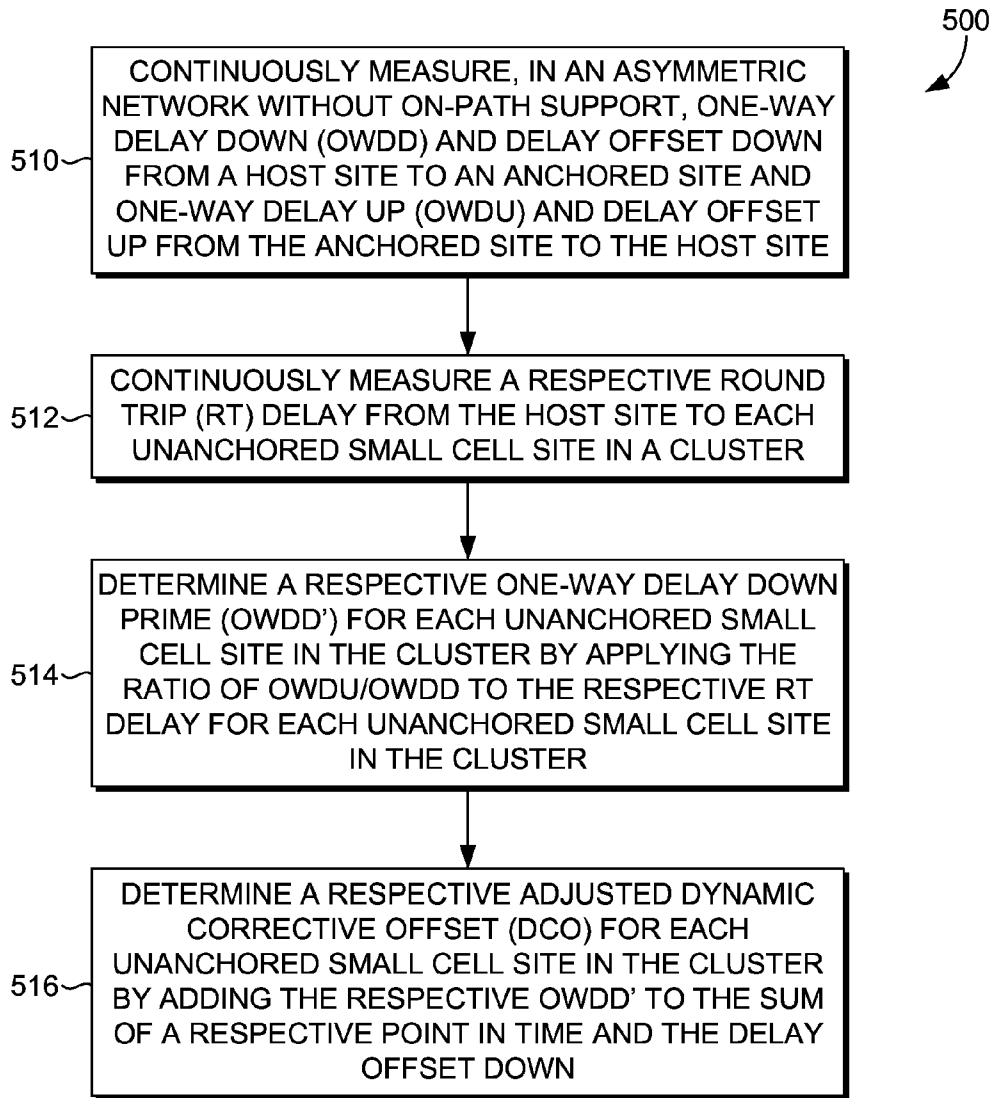 500
CONTINUOUSLY MEASURE, IN AN ASYMMETRIC
NETWORK WITHOUT ON-PATH SUPPORT, ONE-WAY
DELAY DOWN (OWDD) AND DELAY OFFSET DOWN
FROM A HOST SITE TO AN ANCHORED SITE AND
ONE-WAY DELAY UP (OWDU) AND DELAY OFFSET
UP FROM THE ANCHORED SITE TO THE HOST SITE
510
CONTINUOUSLY MEASURE A RESPECTIVE ROUND
TRIP (RT) DELAY FROM THE HOST SITE TO EACH
UNANCHORED SMALL CELL SITE IN A CLUSTER
512
DETERMINE A RESPECTIVE ONE-WAY DELAY DOWN
PRIME (OWDD’) FOR EACH UNANCHORED SMALL
CELL SITE IN THE CLUSTER BY APPLYING THE
RATIO OF OWDU/OWDD TO THE RESPECTIVE RT
DELAY FOR EACH UNANCHORED SMALL CELL SITE
IN THE CLUSTER
514
DETERMINE A RESPECTIVE ADJUSTED DYNAMIC
CORRECTIVE OFFSET (DCO) FOR EACH
UNANCHORED SMALL CELL SITE IN THE CLUSTER
BY ADDING THE RESPECTIVE OWDD’ TO THE SUM
OF A RESPECTIVE POINT IN TIME AND THE DELAY
OFFSET DOWN
516